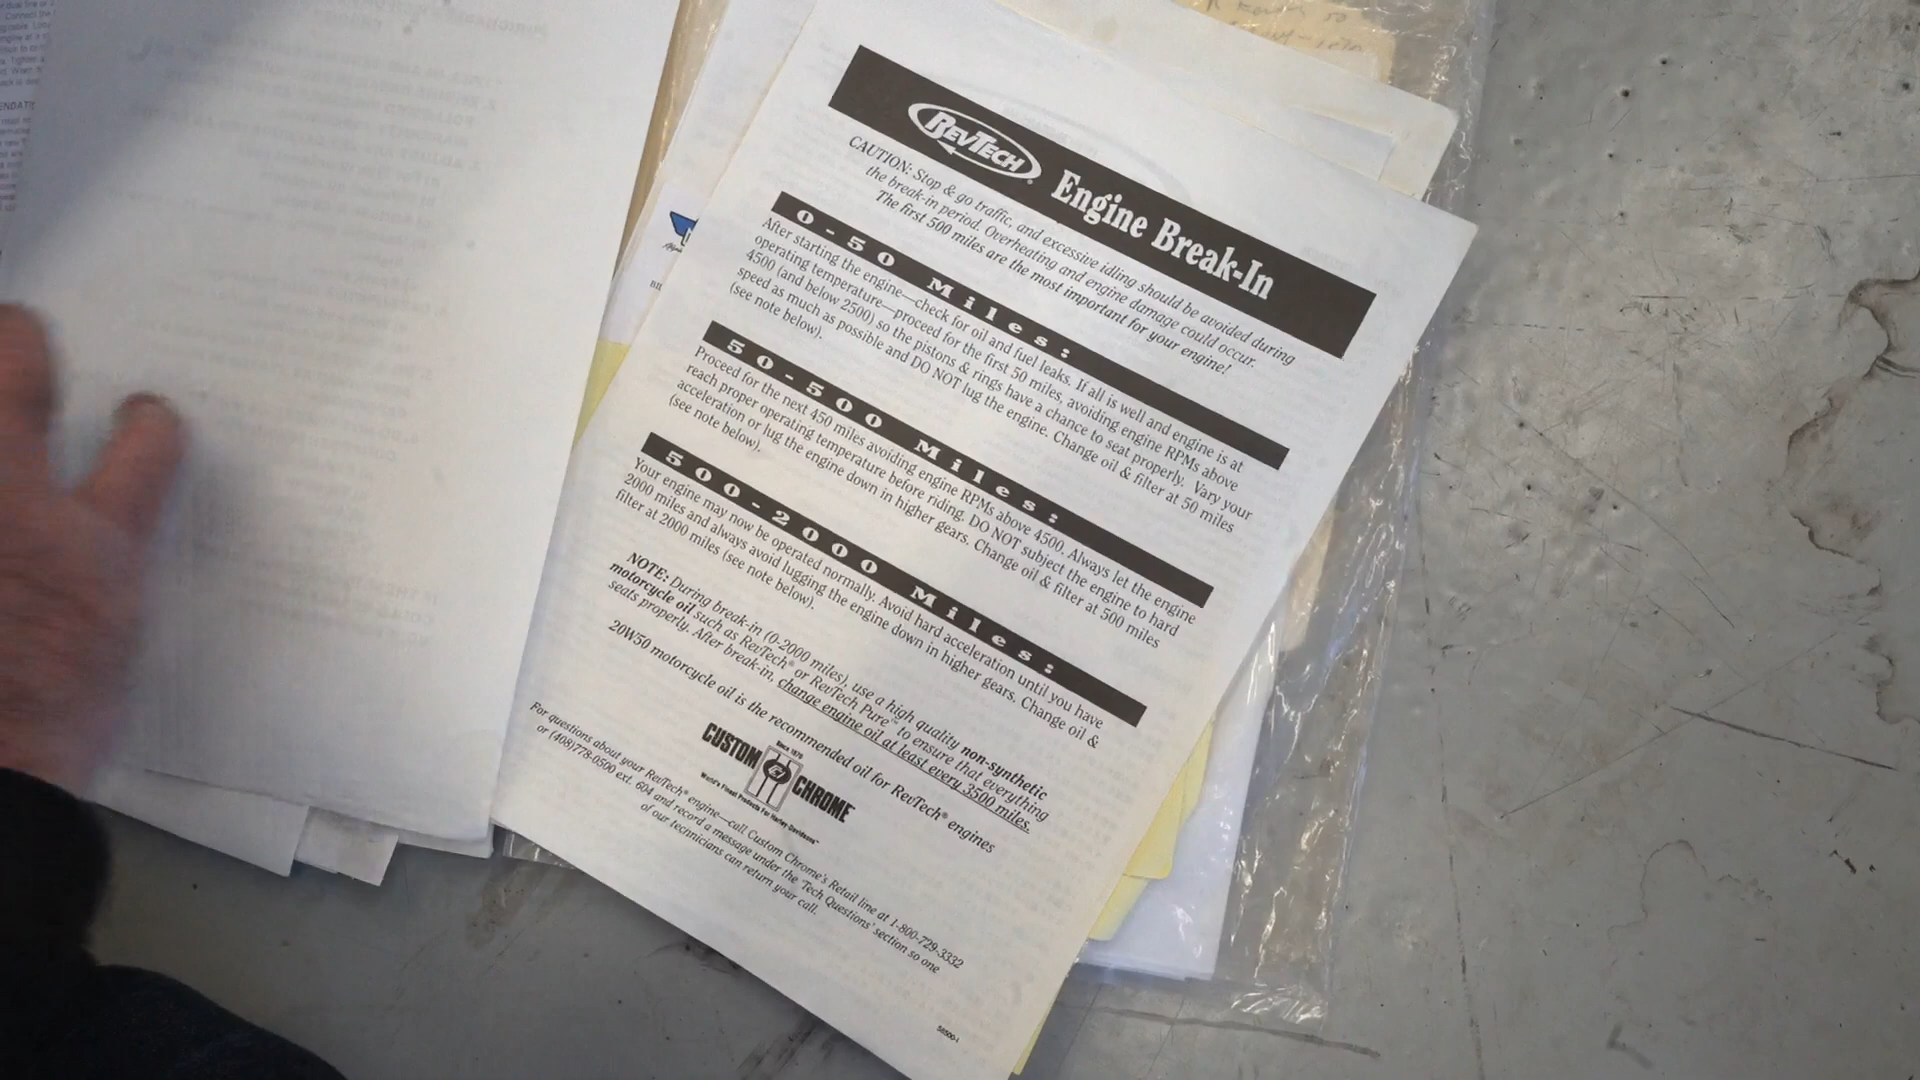 REVTECH
Engine Break-In
CAUTION: Stop & go traffic, and excessive idling should be avoided during
the break-in period. Overheating and engine damage could occur.
The first 500 miles are the most important for your engine!
0-50 Miles:
After starting the engine—check for oil and fuel leaks. If all is well and engine is at
operating temperature—proceed for the first 50 miles, avoiding engine RPMs above
4500 (and below 2500) so the pistons & rings have a chance to seat properly. Vary your
speed as much as possible and DO NOT lug the engine. Change oil & filter at 50 miles
(see note below).
50-500 Miles:
Proceed for the next 450 miles avoiding engine RPMs above 4500. Always let the engine
reach proper operating temperature before riding. DO NOT subject the engine to hard
acceleration or lug the engine down in higher gears. Change oil & filter at 500 miles
(see note below).
500-2000 Miles:
Your engine may now be operated normally. Avoid hard acceleration until you have
2000 miles and always avoid lugging the engine down in higher gears. Change oil &
filter at 2000 miles (see note below).
NOTE: During break-in (0-2000 miles), use a high quality non-synthetic
motorcycle oil such as RevTech® or RevTech Pure™ to ensure that everything
seats properly. After break-in, change engine oil at least every 3500 miles.
20W50 motorcycle oil is the recommended oil for RevTech® engines
Since 1970
CUSTOM CHROME
World's Finest Products For Harley-Davidsons™
For questions about your RevTech® engine—call Custom Chrome's Retail line at 1-800-729-3332
or (408)778-0500 ext. 604 and record a message under the 'Tech Questions' section so one
of our technicians can return your call.
58500-1